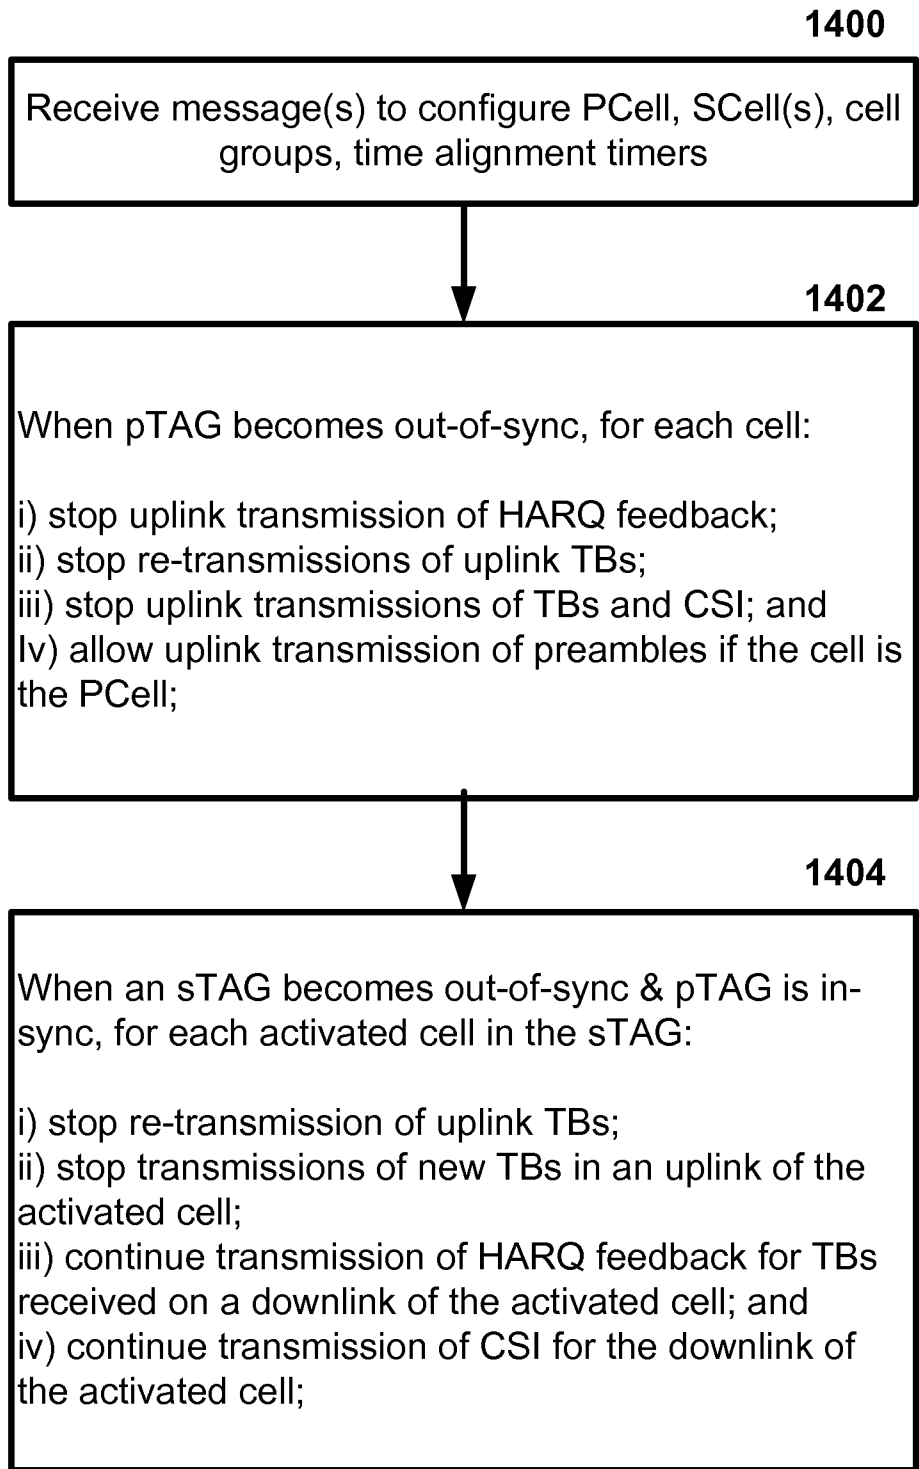 1400
Receive message(s) to configure PCell, SCell(s), cell
groups, time alignment timers
1402
When pTAG becomes out-of-sync, for each cell:
i) stop uplink transmission of HARQ feedback;
ii) stop re-transmissions of uplink TBs;
iii) stop uplink transmissions of TBs and CSI; and
Iv) allow uplink transmission of preambles if the cell is
the PCell;
1404
When an sTAG becomes out-of-sync & pTAG is in-
sync, for each activated cell in the sTAG:
i) stop re-transmission of uplink TBs;
ii) stop transmissions of new TBs in an uplink of the
activated cell;
iii) continue transmission of HARQ feedback for TBs
received on a downlink of the activated cell; and
iv) continue transmission of CSI for the downlink of
the activated cell;